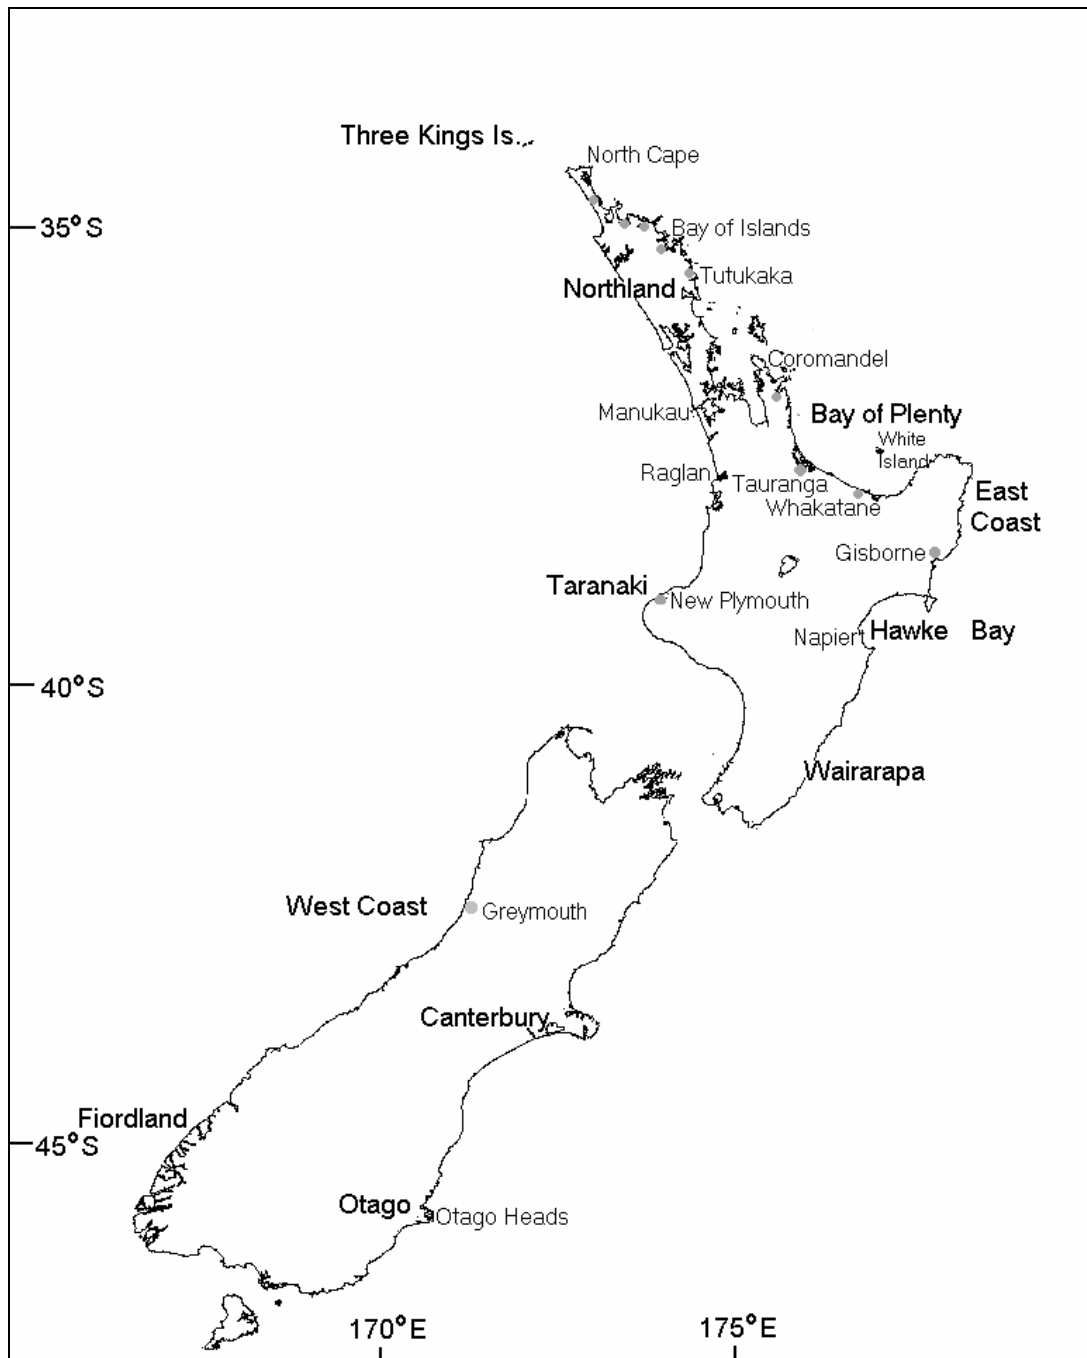 Three Kings Is.
North Cape
35°S
Bay of Islands
Tutukaka
Northland
Coromandel
Manukau
Bay of Plenty
White
Island
Raglan
Tauranga
Whakatane
East
Coast
Gisborne
Taranaki
New Plymouth
Napier
Hawke Bay
40°S
Wairarapa
West Coast
Greymouth
Canterbury
Fiordland
45°S
Otago
Otago Heads
170°E
175°E